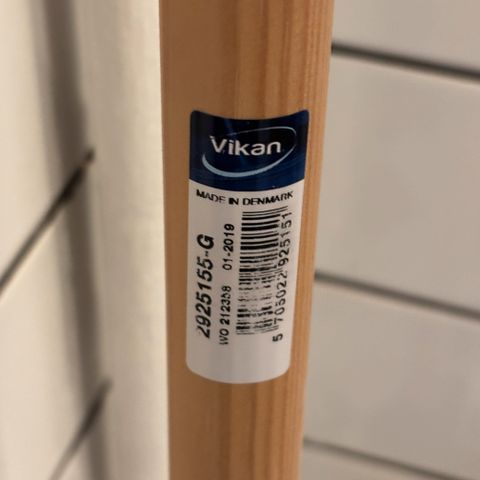 Vikan
MADE IN DENMARK
2925155-G
WO 212358 01-2019
5 705022 925151